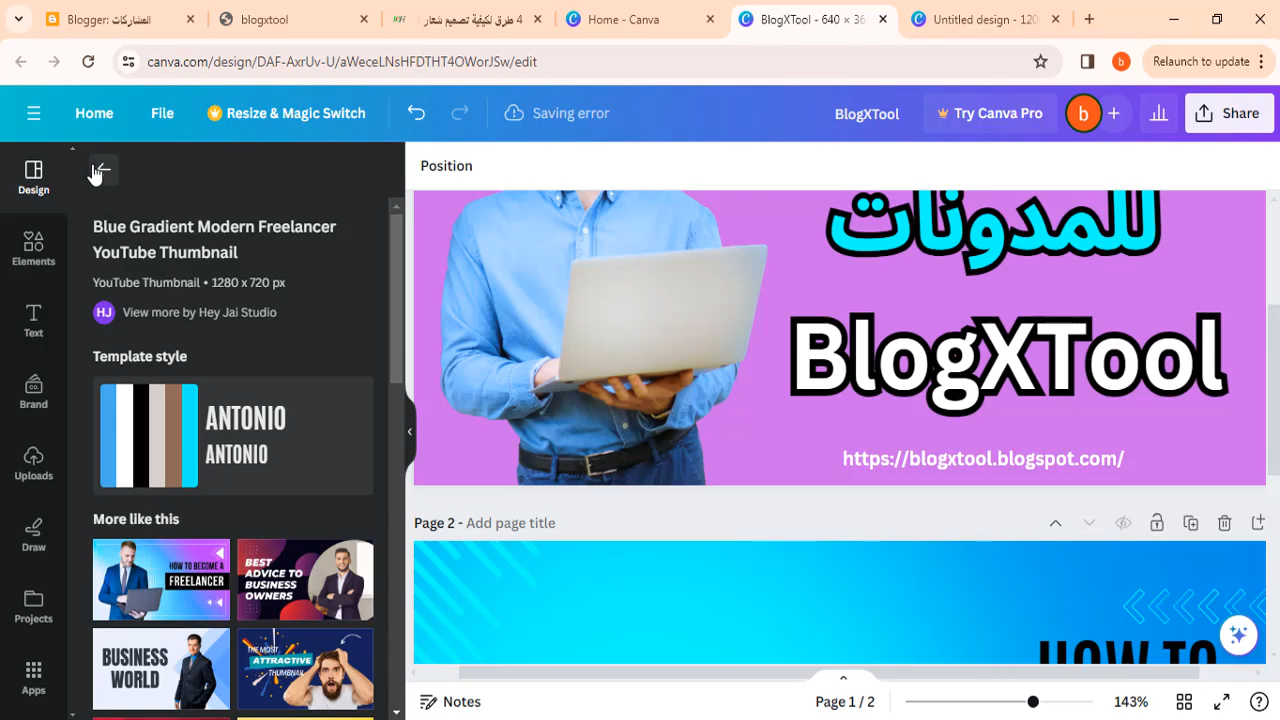 Blogger: المشاركات
blogxtool
4 طرق لكيفية تصميم شعار
Home - Canva
BlogXTool - 640 × 36
Untitled design - 120
canva.com/design/DAF-AxrUv-U/aWeceLNsHFDTHT4OWorJSw/edit
b
Relaunch to update
Home
File
Resize & Magic Switch
Saving error
BlogXTool
Try Canva Pro
b
Share
Design
Elements
Text
Brand
Uploads
Draw
Projects
Apps
Blue Gradient Modern Freelancer
YouTube Thumbnail
YouTube Thumbnail • 1280 x 720 px
HJ
View more by Hey Jai Studio
Template style
ANTONIO
ANTONIO
More like this
HOW TO BECOME A
FREELANCER
BEST
ADVICE TO
BUSINESS
OWNERS
BUSINESS
WORLD
THE MOST
ATTRACTIVE
THUMBNAIL
Position
للمدونات
BlogXTool
https://blogxtool.blogspot.com/
Page 2 - Add page title
HOW TO
Notes
Page 1 / 2
143%